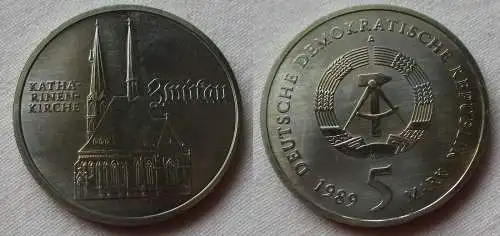 KATHA-
RINEN-
KIRCHE
Zwickau
DEUTSCHE DEMOKRATISCHE REPUBLIK
A
1989 5 MARK